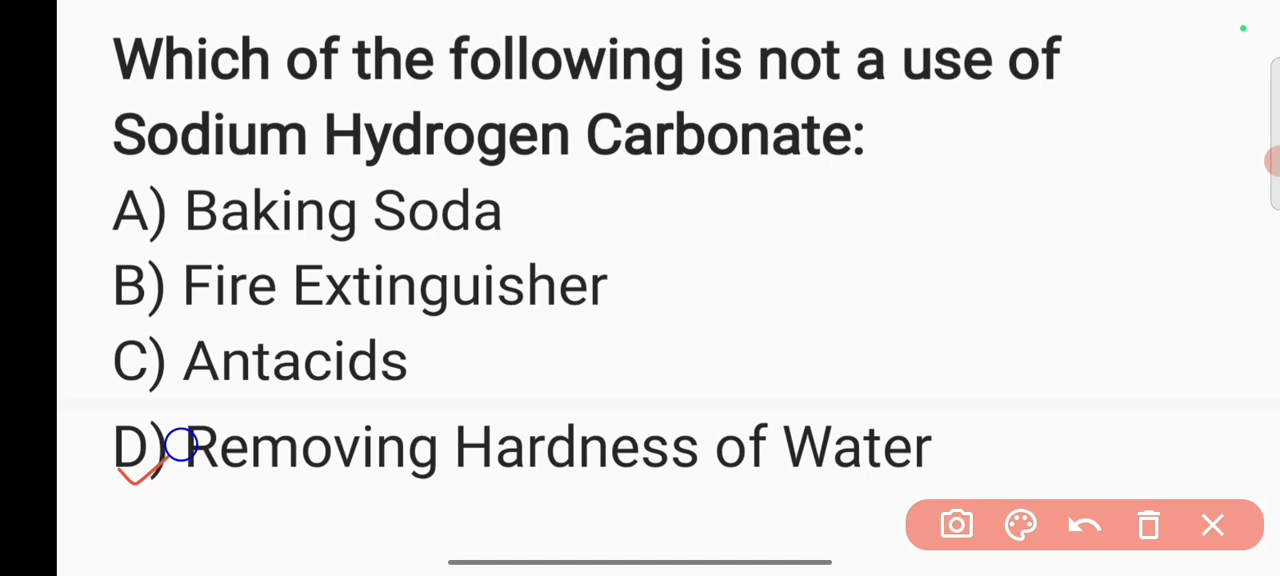 Which of the following is not a use of
Sodium Hydrogen Carbonate:
A) Baking Soda
B) Fire Extinguisher
C) Antacids
D) Removing Hardness of Water